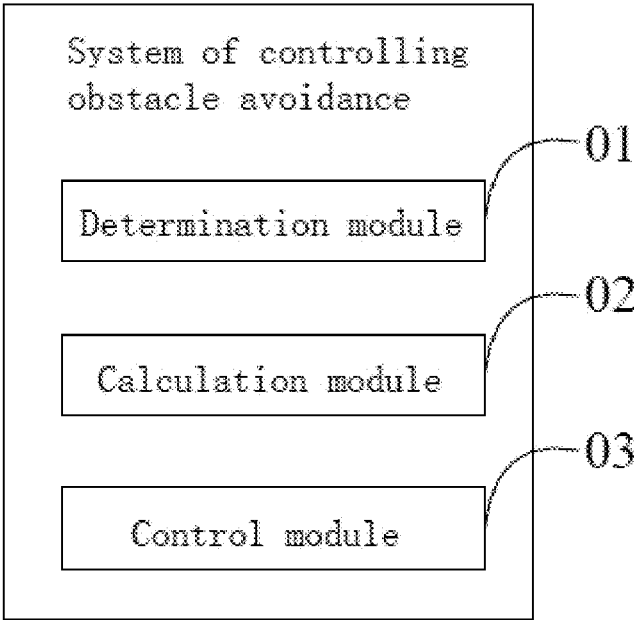 System of controlling
obstacle avoidance
01
Determination module
02
Calculation module
03
Control module